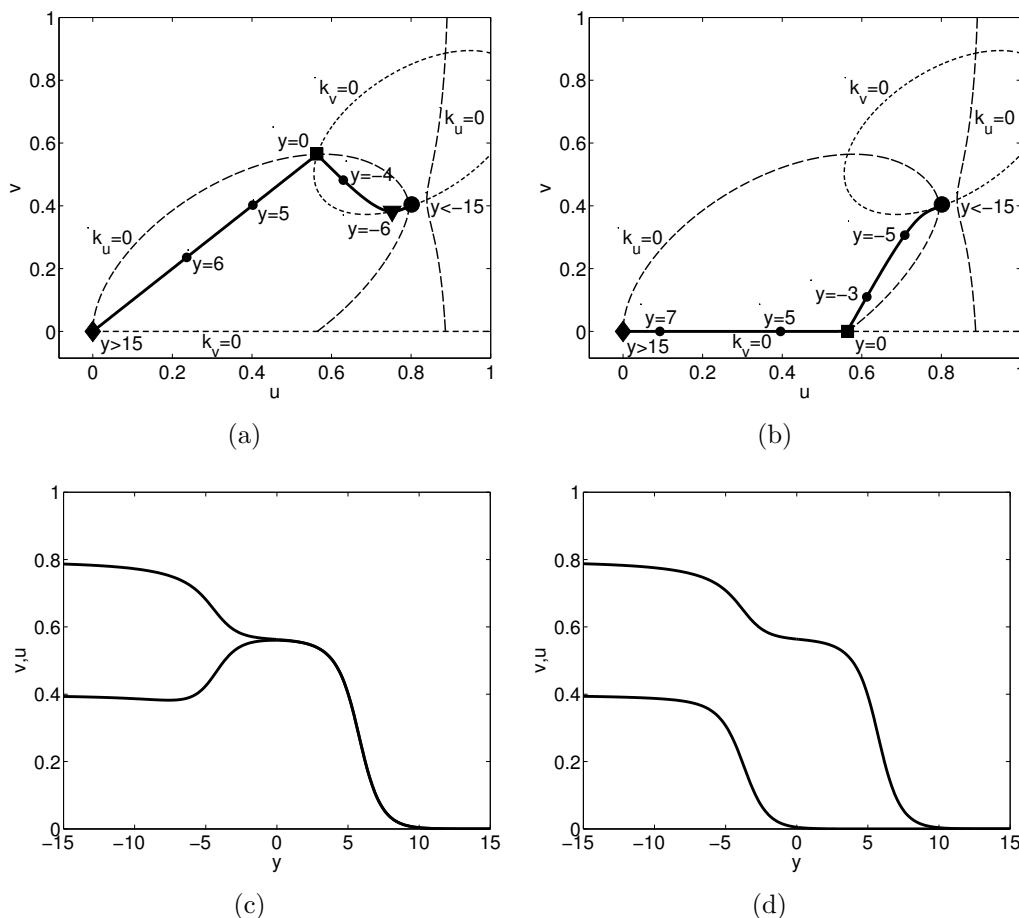 1
0.8
0.6
0.4
0.2
0
v
k_v=0
k_u=0
y=0
y=−4
y=5
y<−15
y=−6
k_u=0
y=6
y>15
k_v=0
0 0.2 0.4 0.6 0.8 1
u
(a)
1
0.8
0.6
0.4
0.2
0
v
k_v=0
k_u=0
y<−15
y=−5
k_u=0
y=−3
y=7
y=5
y>15
k_v=0
y=0
0 0.2 0.4 0.6 0.8 1
u
(b)
1
0.8
0.6
0.4
0.2
0
v,u
−15 −10 −5 0 5 10 15
y
(c)
1
0.8
0.6
0.4
0.2
0
v,u
−15 −10 −5 0 5 10 15
y
(d)